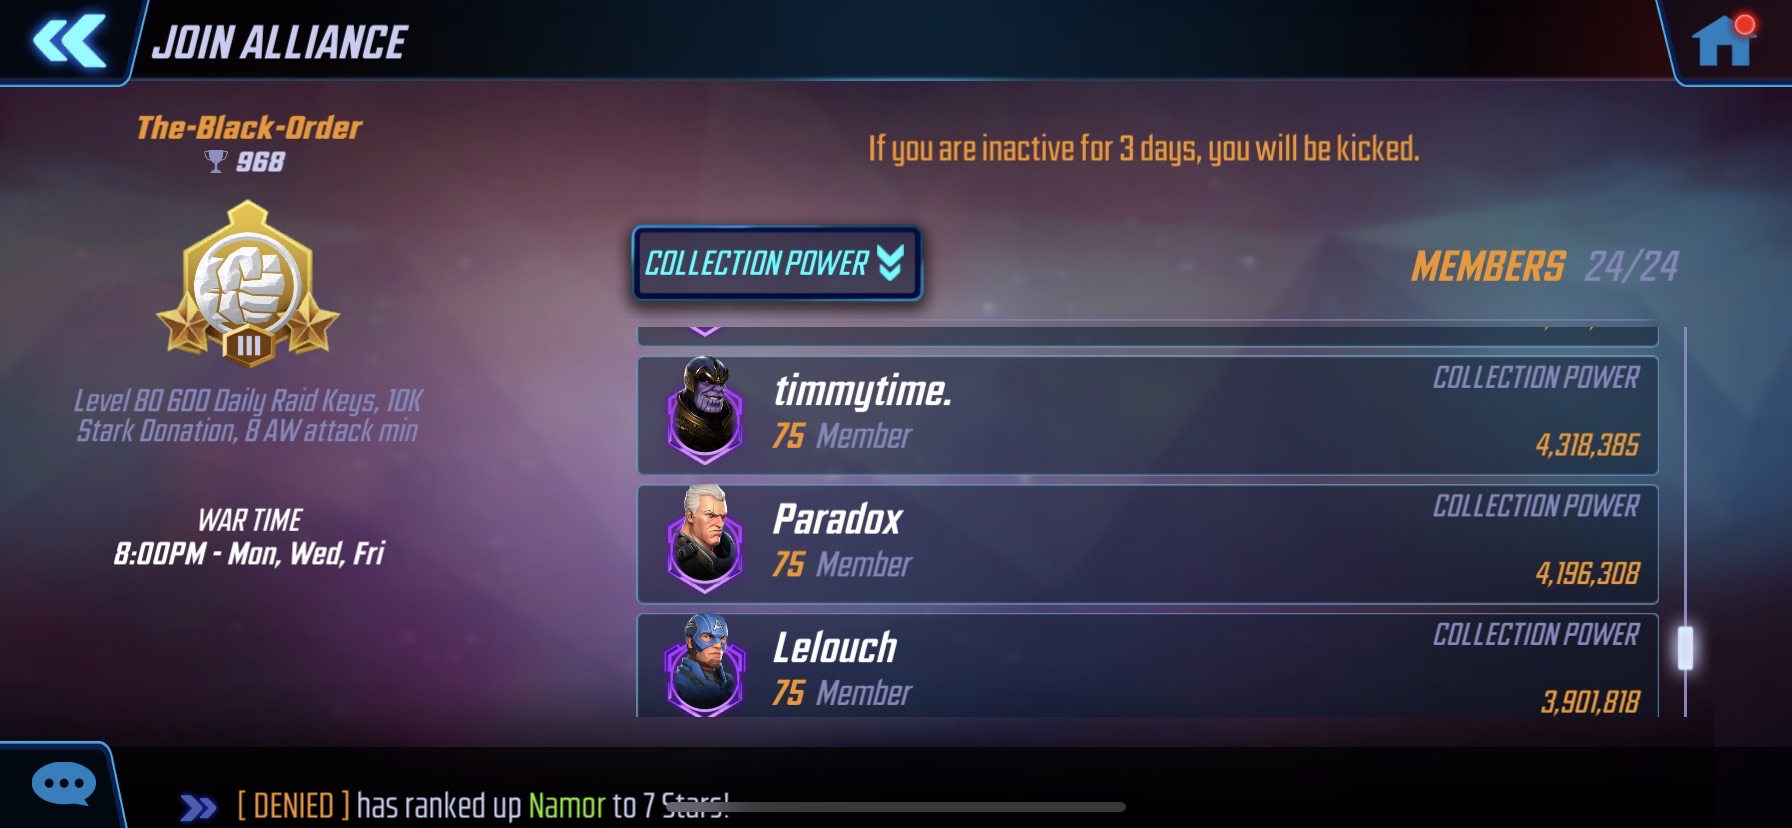 JOIN ALLIANCE
The-Black-Order
968
III
Level 80 600 Daily Raid Keys, 10K
Stark Donation, 8 AW attack min
WAR TIME
8:00PM - Mon, Wed, Fri
If you are inactive for 3 days, you will be kicked.
COLLECTION POWER
MEMBERS 24/24
timmytime.
75 Member
COLLECTION POWER
4,318,385
Paradox
75 Member
COLLECTION POWER
4,196,308
Lelouch
75 Member
COLLECTION POWER
3,901,818
[ DENIED ] has ranked up Namor to 7 Stars!